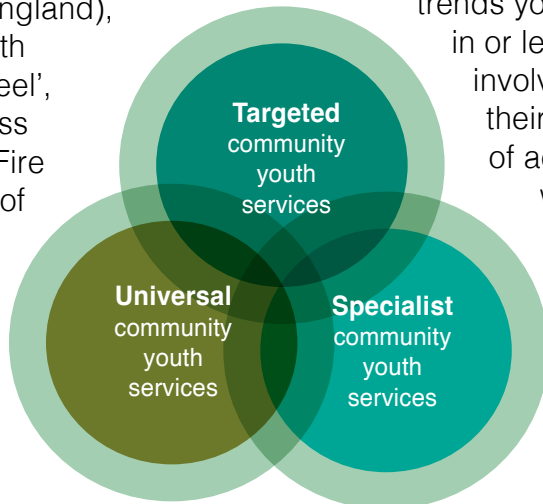 ngland),
th
eel',
ss
Fire
of
trends yo
in or le
involv
their
of a
Targeted
community
youth
services
Universal
community
youth
services
Specialist
community
youth
services